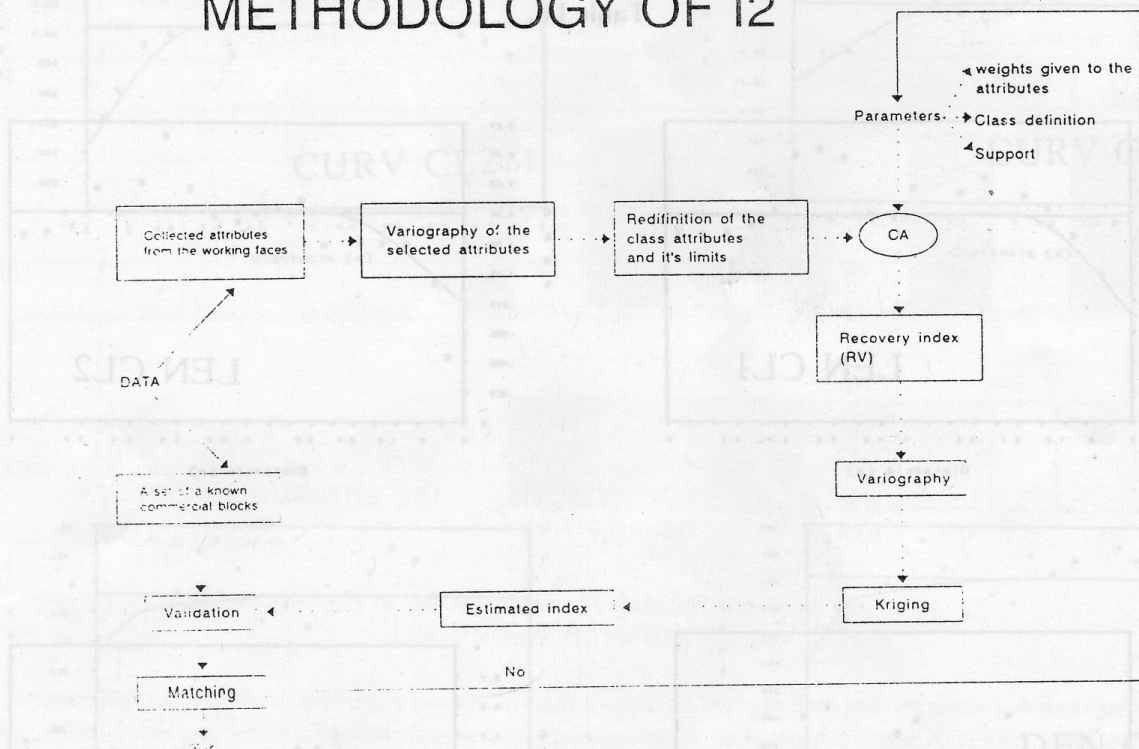 METHODOLOGY OF I2
weights given to the
attributes
Parameters
Class definition
Support
Collected attributes
from the working faces
Variography of the
selected attributes
Redifinition of the
class attributes
and it's limits
CA
Recovery index
(RV)
DATA
A set of a known
commercial blocks
Variography
Validation
Estimated index
Kriging
No
Matching
CURV CL2
LEN CL2
LEN CL1